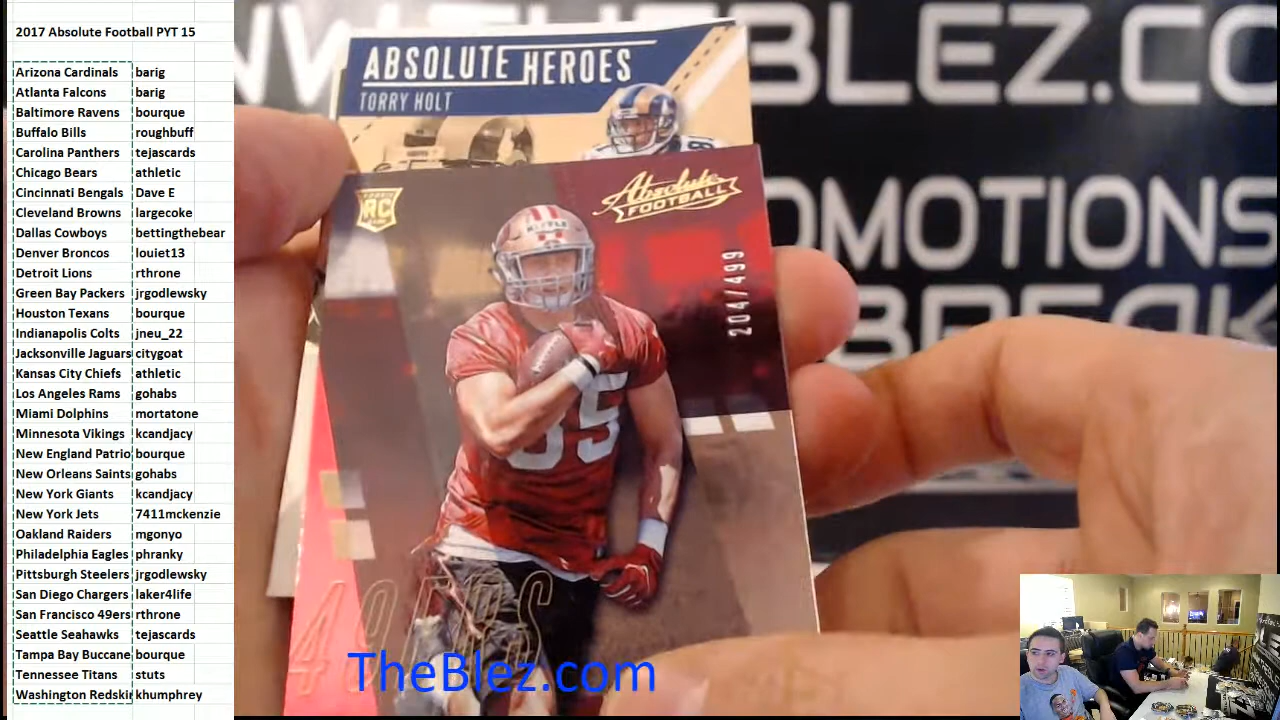 2017 Absolute Football PYT 15
Arizona Cardinals barig
Atlanta Falcons barig
Baltimore Ravens bourque
Buffalo Bills roughbuff
Carolina Panthers tejascards
Chicago Bears athletic
Cincinnati Bengals Dave E
Cleveland Browns largecoke
Dallas Cowboys bettingthebear
Denver Broncos louiet13
Detroit Lions rthrone
Green Bay Packers jrgodlewsky
Houston Texans bourque
Indianapolis Colts jneu_22
Jacksonville Jaguars citygoat
Kansas City Chiefs athletic
Los Angeles Rams gohabs
Miami Dolphins mortatone
Minnesota Vikings kcandjacy
New England Patrio bourque
New Orleans Saints gohabs
New York Giants kcandjacy
New York Jets 7411mckenzie
Oakland Raiders mgonyo
Philadelphia Eagles phranky
Pittsburgh Steelers jrgodlewsky
San Diego Chargers laker4life
San Francisco 49ers rthrone
Seattle Seahawks tejascards
Tampa Bay Buccane bourque
Tennessee Titans stuts
Washington Redski khumphrey
WWW.THEBLEZ.CO
OMOTIONS
BREAK
ABSOLUTE HEROES
TORRY HOLT
RC
Absolute
FOOTBALL
204/499
85
49ERS
TheBlez.com